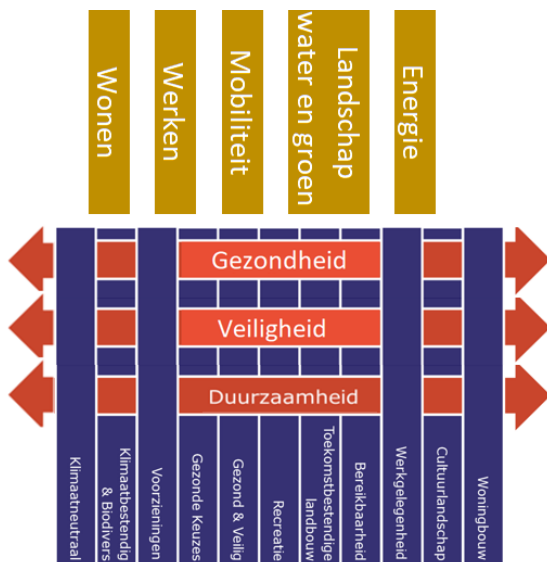 Wonen
Werken
Mobiliteit
Landschap
water en groen
Energie
Gezondheid
Veiligheid
Duurzaamheid
Klimaatneutraal
Klimaatbestendig
& Biodivers
Voorzieningen
Gezonde Keuzes
Gezond & Veilig
Recreatie
Toekomstbestendige
landbouw
Bereikbaarheid
Werkgelegenheid
Cultuurlandschap
Woningbouw